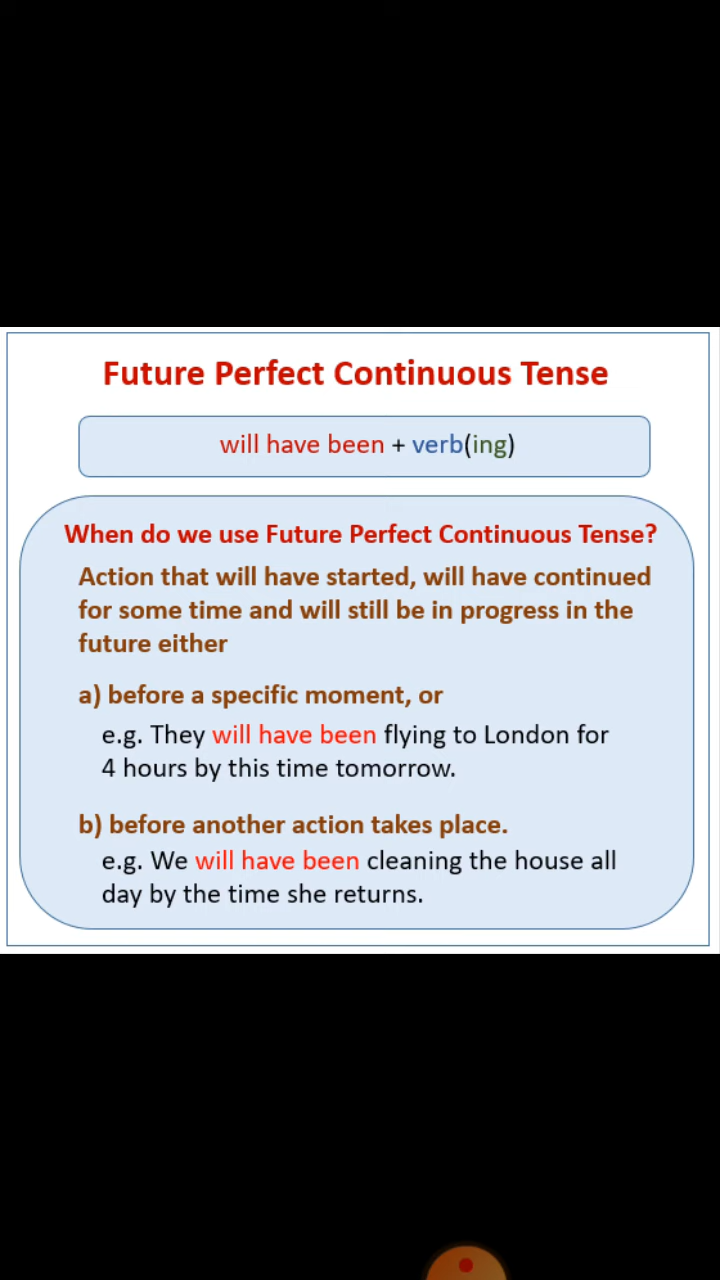 Future Perfect Continuous Tense
will have been + verb(ing)
When do we use Future Perfect Continuous Tense?
Action that will have started, will have continued
for some time and will still be in progress in the
future either
a) before a specific moment, or
e.g. They will have been flying to London for
4 hours by this time tomorrow.
b) before another action takes place.
e.g. We will have been cleaning the house all
day by the time she returns.